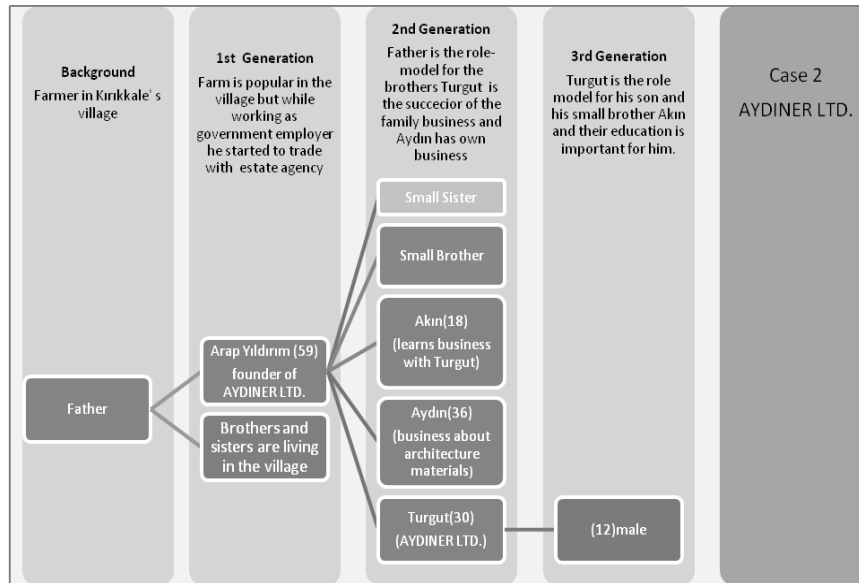 Background
Farmer in Kırıkkale' s
village
1st Generation
Farm is popular in the
village but while
working as
government employer
he started to trade
with estate agency
2nd Generation
Father is the role-
model for the
brothers Turgut is
the succecior of the
family business and
Aydın has own
business
3rd Generation
Turgut is the role
model for his son and
his small brother Akın
and their education is
important for him.
Case 2
AYDINER LTD.
Father
Arap Yıldırım (59)
founder of
AYDINER LTD.
Brothers and
sisters are living
in the village
Small Sister
Small Brother
Akın(18)
(learns business
with Turgut)
Aydın(36)
(business about
architecture
materials)
Turgut(30)
(AYDINER LTD.)
(12)male